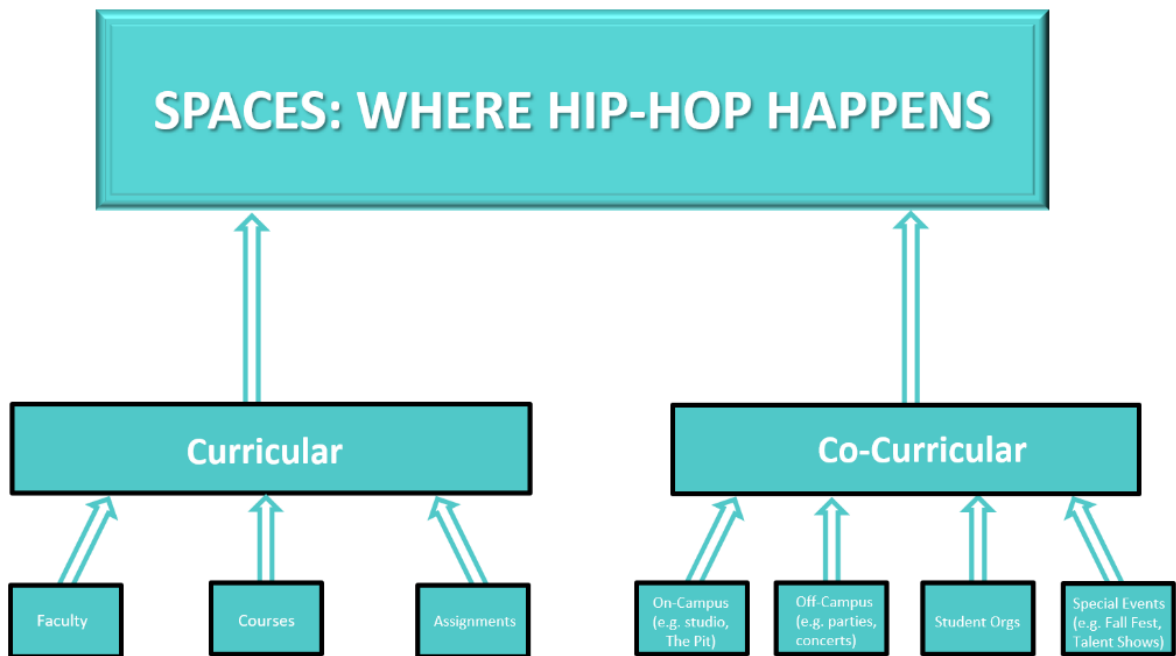 SPACES: WHERE HIP-HOP HAPPENS
Curricular
Co-Curricular
Faculty
Courses
Assignments
On-Campus
(e.g. studio,
The Pit)
Off-Campus
(e.g. parties,
concerts)
Student Orgs
Special Events
(e.g. Fall Fest,
Talent Shows)